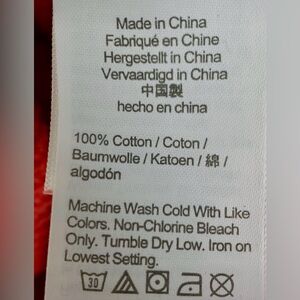 Made in China
Fabriqué en Chine
Hergestellt in China
Vervaardigd in China
中国製
hecho en china
100% Cotton / Coton /
Baumwolle / Katoen / 綿 /
algodón
Machine Wash Cold With Like
Colors. Non-Chlorine Bleach
Only. Tumble Dry Low. Iron on
Lowest Setting.
30